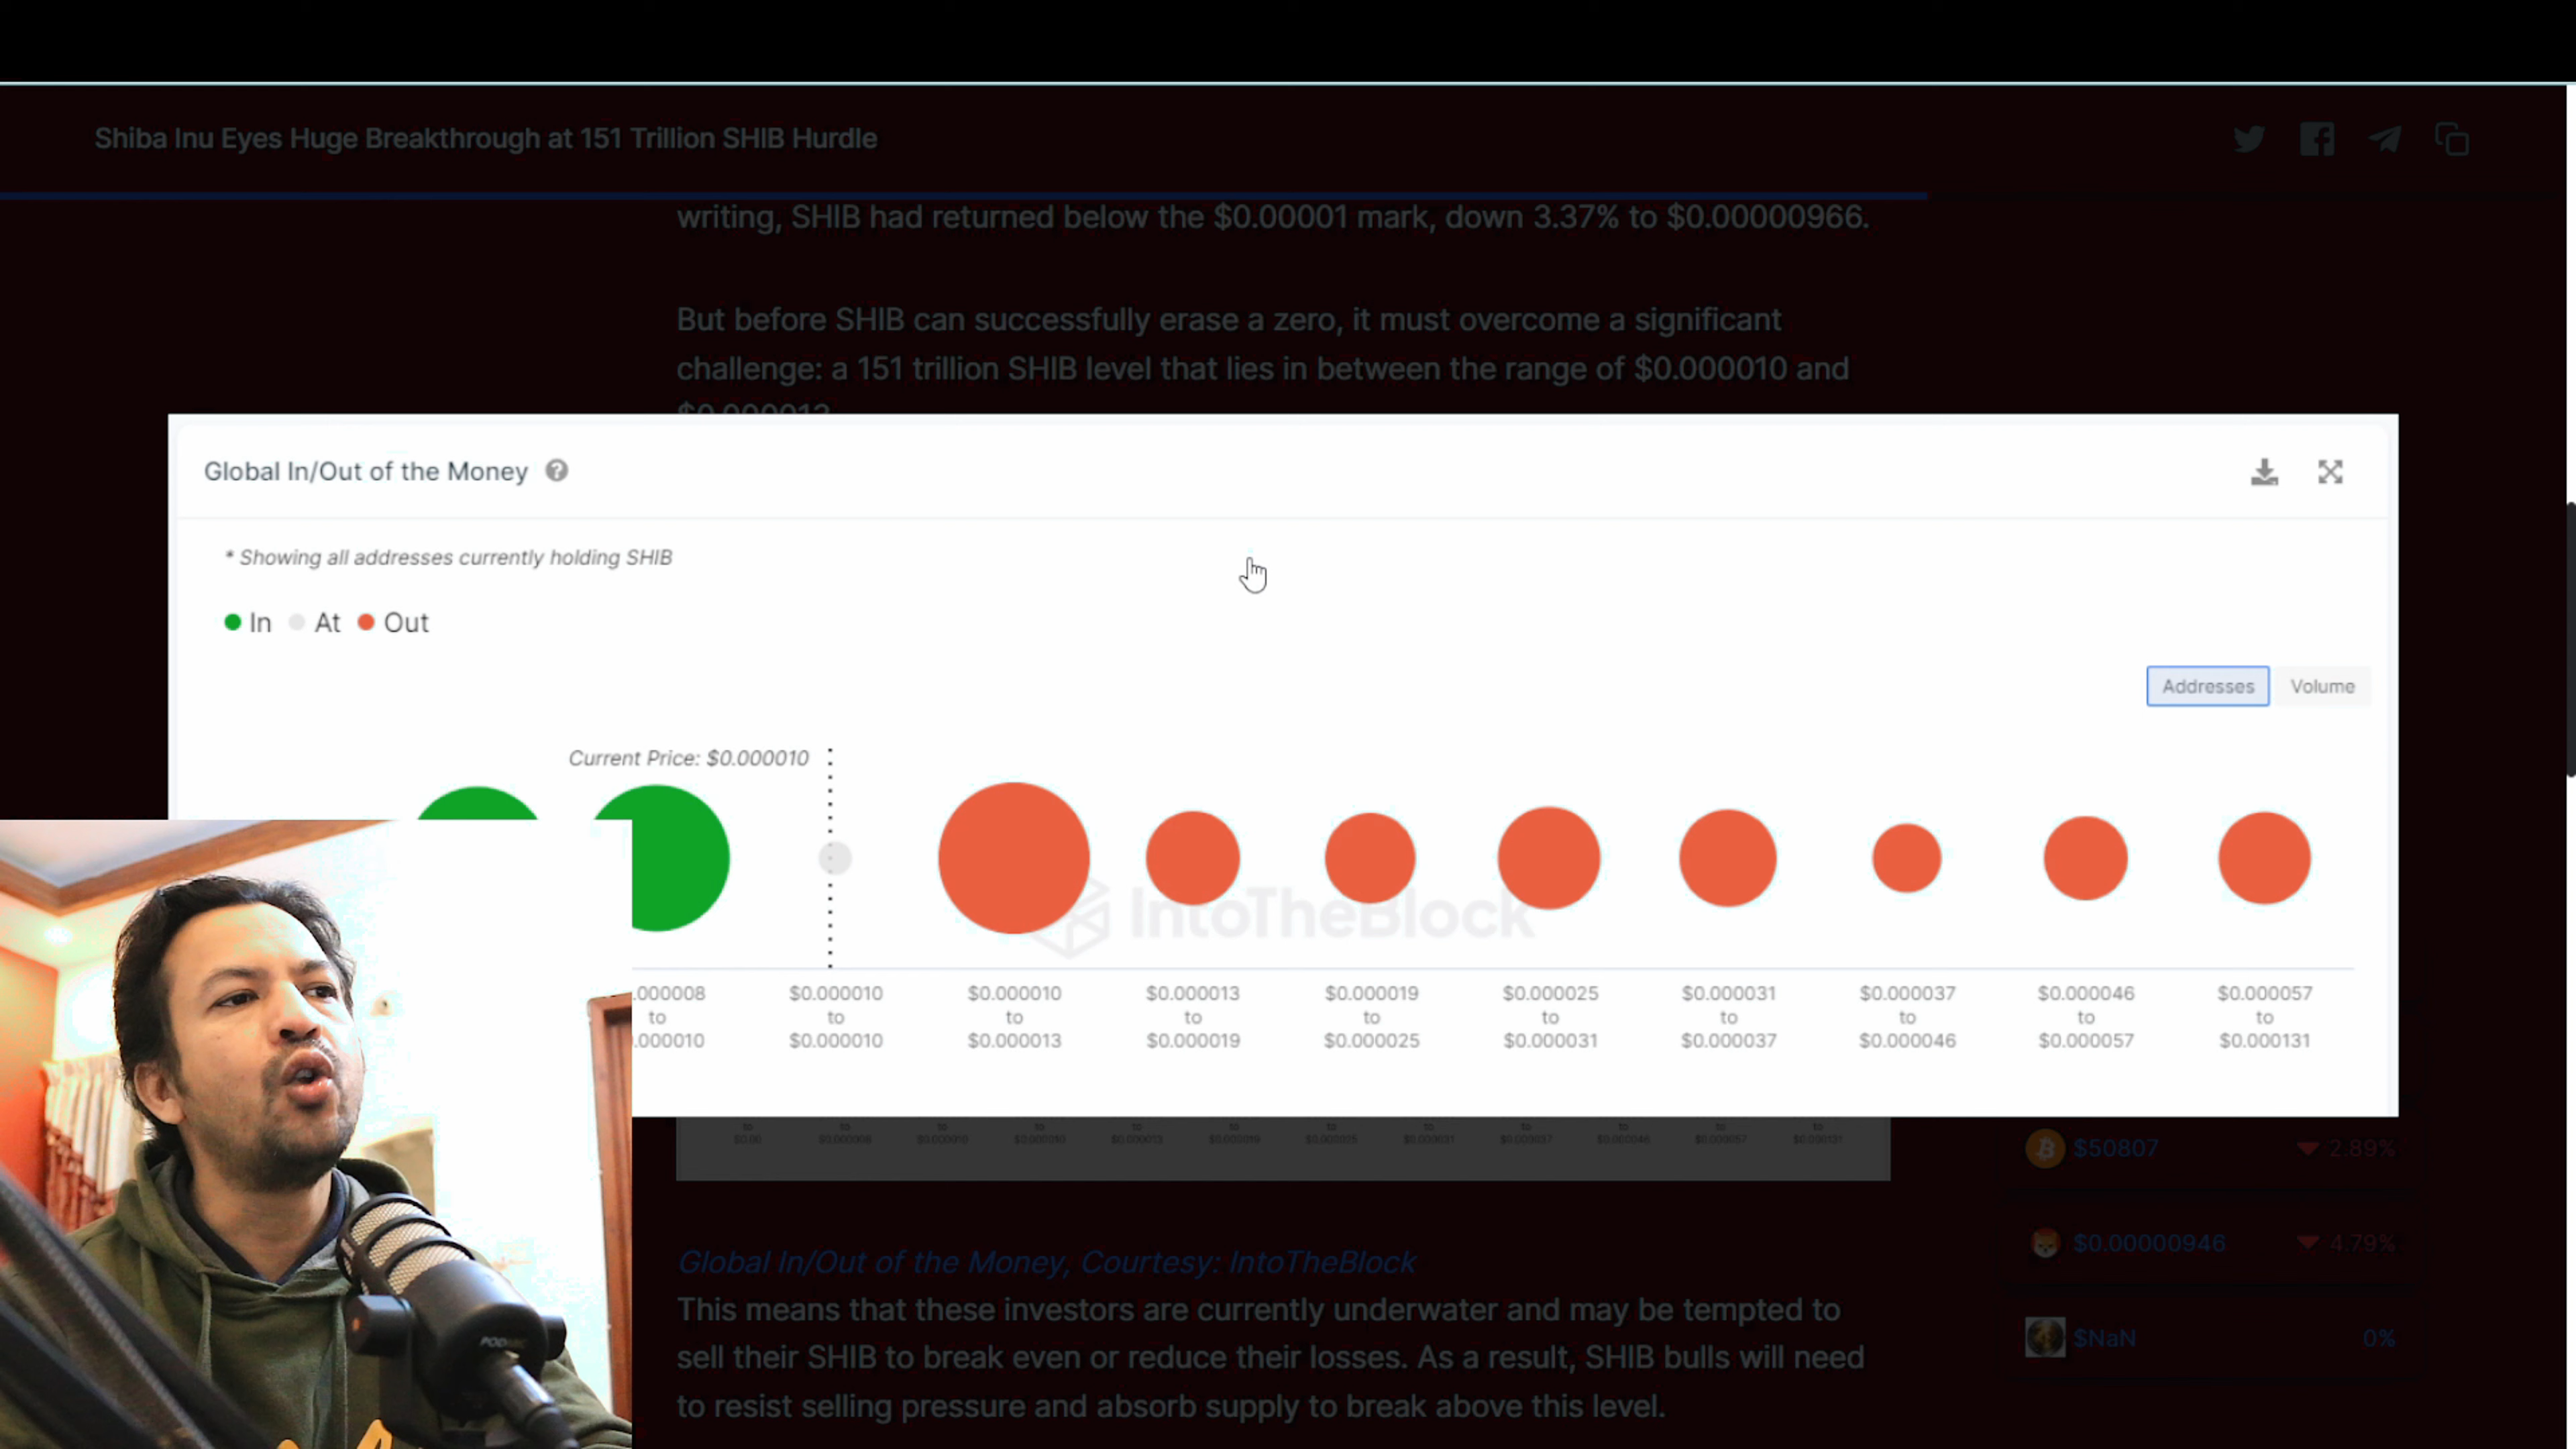 Shiba Inu Eyes Huge Breakthrough at 151 Trillion SHIB Hurdle
writing, SHIB had returned below the $0.00001 mark, down 3.37% to $0.00000966.
But before SHIB can successfully erase a zero, it must overcome a significant
challenge: a 151 trillion SHIB level that lies in between the range of $0.000010 and
Global In/Out of the Money ?
* Showing all addresses currently holding SHIB
In At Out
Addresses Volume
Current Price: $0.000010
IntoTheBlock
.000008 $0.000010 $0.000010 $0.000013 $0.000019 $0.000025 $0.000031 $0.000037 $0.000046 $0.000057
to to to to to to to to to to
.000010 $0.000010 $0.000013 $0.000019 $0.000025 $0.000031 $0.000037 $0.000046 $0.000057 $0.000131
$50807 2.89%
$0.00000946 4.79%
$NaN 0%
Global In/Out of the Money, Courtesy: IntoTheBlock
This means that these investors are currently underwater and may be tempted to
sell their SHIB to break even or reduce their losses. As a result, SHIB bulls will need
to resist selling pressure and absorb supply to break above this level.